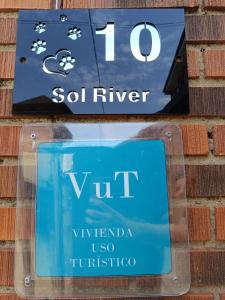 10
Sol River
VuT
VIVIENDA
USO
TURÍSTICO